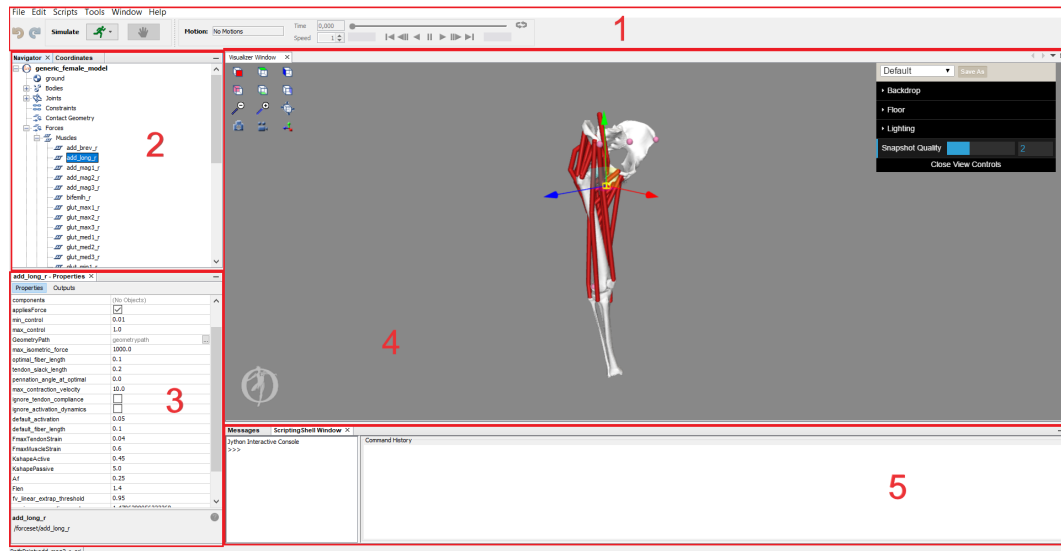 File Edit Scripts Tools Window Help
Simulate
Motion: No Motions
Time 0,000
Speed 1
1
Navigator × Coordinates
generic_female_model
ground
Bodies
Joints
Constraints
Contact Geometry
Forces
Muscles
add_brev_r
add_long_r
add_mag1_r
add_mag2_r
add_mag3_r
bifemlh_r
glut_max1_r
glut_max2_r
glut_max3_r
glut_med1_r
glut_med2_r
glut_med3_r
glut_min1_r
2
add_long_r - Properties ×
Properties Outputs
components (No Objects)
appliesForce
min_control 0.01
max_control 1.0
GeometryPath geometrypath ...
max_isometric_force 1000.0
optimal_fiber_length 0.1
tendon_slack_length 0.2
pennation_angle_at_optimal 0.0
max_contraction_velocity 10.0
ignore_tendon_compliance
ignore_activation_dynamics
default_activation 0.05
default_fiber_length 0.1
FmaxTendonStrain 0.04
FmaxMuscleStrain 0.6
KshapeActive 0.45
KshapePassive 5.0
Af 0.25
Flen 1.4
fv_linear_extrap_threshold 0.95
3
add_long_r
/forceset/add_long_r
Visualizer Window ×
Default Save As
Backdrop
Floor
Lighting
Snapshot Quality 2
Close View Controls
4
Messages ScriptingShell Window ×
Jython Interactive Console
>>>
Command History
5